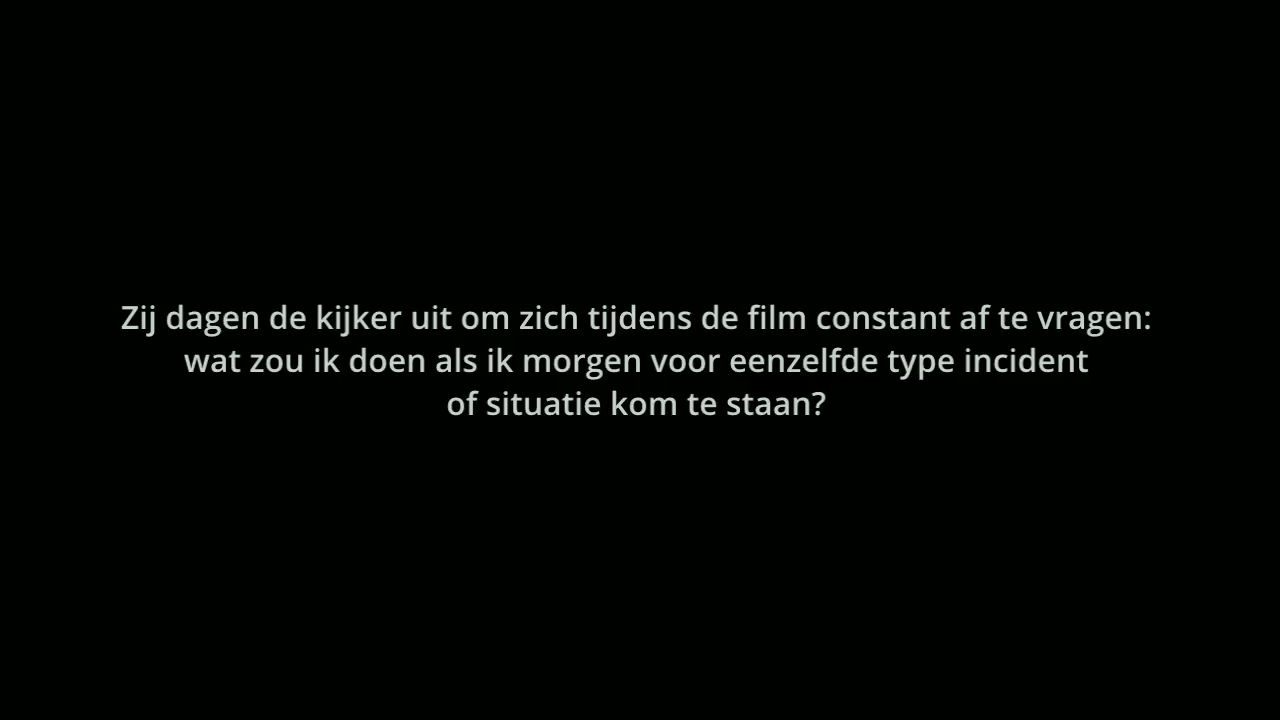 Zij dagen de kijker uit om zich tijdens de film constant af te vragen:
wat zou ik doen als ik morgen voor eenzelfde type incident
of situatie kom te staan?